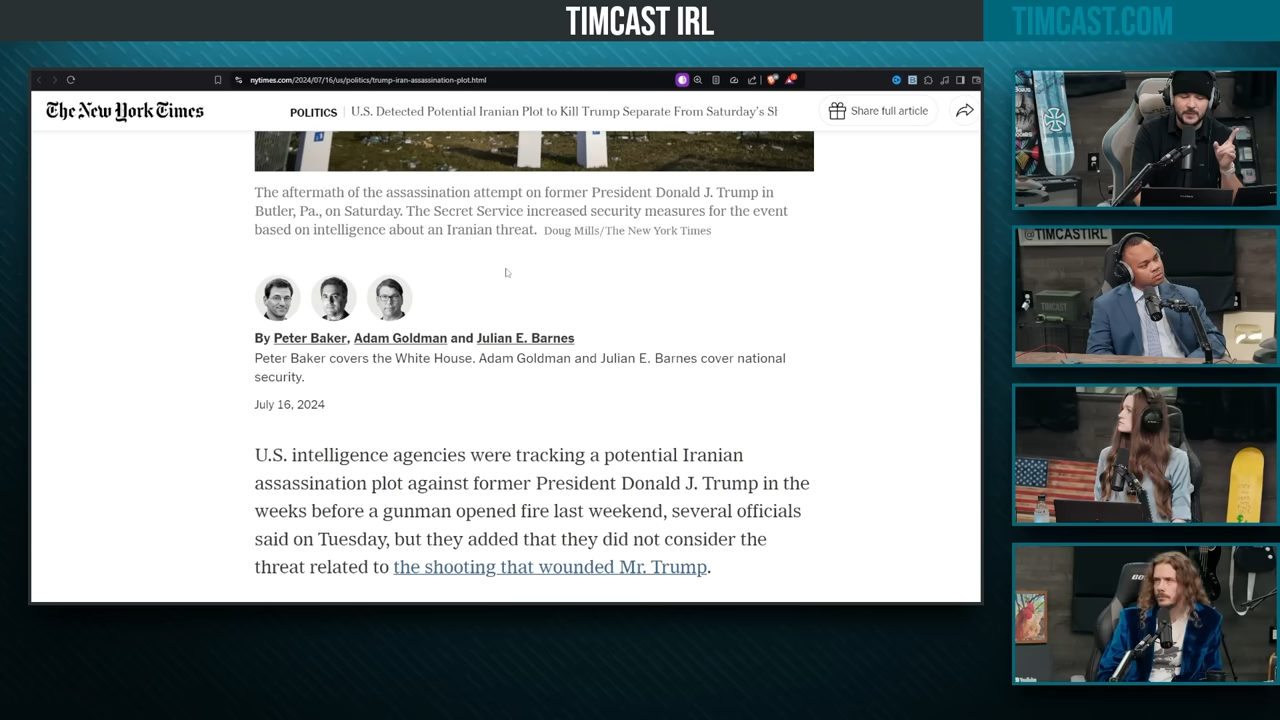 TIMCAST IRL
TIMCAST.COM
nytimes.com/2024/07/16/us/politics/trump-iran-assassination-plot.html
The New York Times
POLITICS
U.S. Detected Potential Iranian Plot to Kill Trump Separate From Saturday's
Share full article
The aftermath of the assassination attempt on former President Donald J. Trump in
Butler, Pa., on Saturday. The Secret Service increased security measures for the event
based on intelligence about an Iranian threat. Doug Mills/The New York Times
By Peter Baker, Adam Goldman and Julian E. Barnes
Peter Baker covers the White House. Adam Goldman and Julian E. Barnes cover national
security.
July 16, 2024
U.S. intelligence agencies were tracking a potential Iranian
assassination plot against former President Donald J. Trump in the
weeks before a gunman opened fire last weekend, several officials
said on Tuesday, but they added that they did not consider the
threat related to the shooting that wounded Mr. Trump.
@TIMCASTIRL
TIMCAST